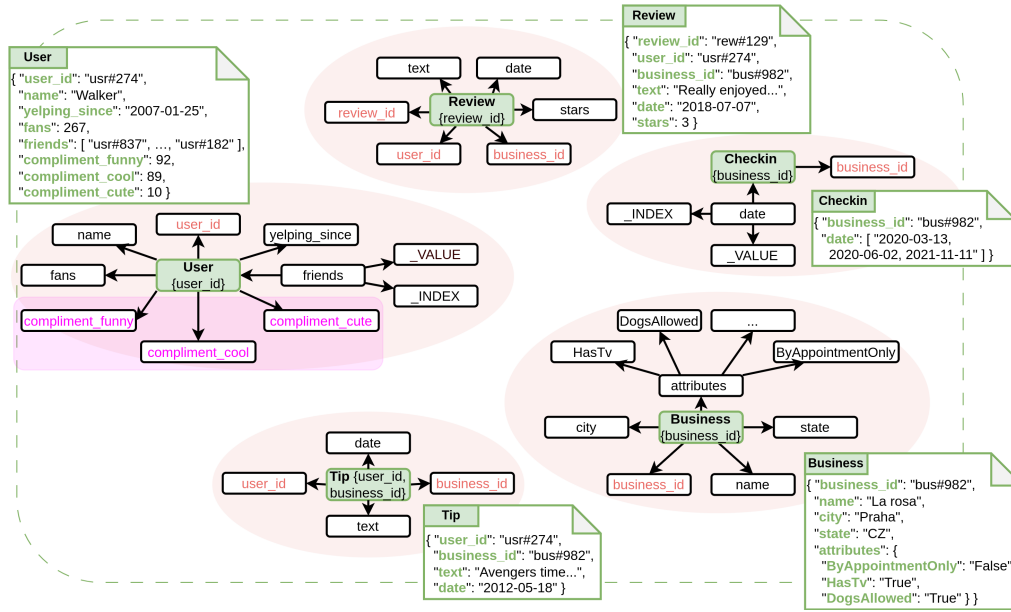 User
{ "user_id": "usr#274",
"name": "Walker",
"yelping_since": "2007-01-25",
"fans": 267,
"friends": [ "usr#837", ..., "usr#182" ],
"compliment_funny": 92,
"compliment_cool": 89,
"compliment_cute": 10 }
text
date
review_id
Review
{review_id}
stars
user_id
business_id
Review
{ "review_id": "rew#129",
"user_id": "usr#274",
"business_id": "bus#982",
"text": "Really enjoyed...",
"date": "2018-07-07",
"stars": 3 }
Checkin
{business_id}
business_id
_INDEX
date
_VALUE
Checkin
{ "business_id": "bus#982"
"date": [ "2020-03-13,
2020-06-02, 2021-11-11" ] }
name
user_id
yelping_since
fans
User
{user_id}
friends
_VALUE
_INDEX
compliment_funny
compliment_cute
compliment_cool
DogsAllowed
...
HasTv
ByAppointmentOnly
attributes
city
Business
{business_id}
state
business_id
name
Business
{ "business_id": "bus#982",
"name": "La rosa",
"city": "Praha",
"state": "CZ",
"attributes": {
"ByAppointmentOnly": "False"
"HasTv": "True",
"DogsAllowed": "True" } }
date
user_id
Tip {user_id,
business_id}
business_id
text
Tip
{ "user_id": "usr#274",
"business_id": "bus#982",
"text": "Avengers time...",
"date": "2012-05-18" }